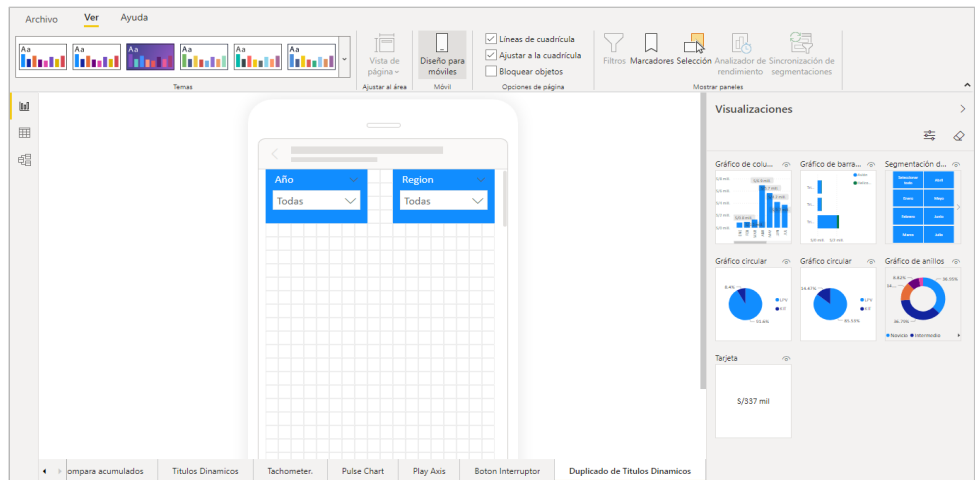 Archivo Ver Ayuda
Aa Aa Aa Aa Aa Aa
Vista de página
Diseño para móviles
Líneas de cuadrícula
Ajustar a la cuadrícula
Bloquear objetos
Filtros Marcadores Selección Analizador de rendimiento Sincronización de segmentaciones
Temas Ajustar al área Móvil Opciones de página Mostrar paneles
Visualizaciones
Año
Todas
Region
Todas
Gráfico de colu... Gráfico de barra... Segmentación d...
Gráfico circular Gráfico circular Gráfico de anillos
Novicio Intermedio
Tarjeta
S/337 mil
ompara acumulados Titulos Dinamicos Tachometer. Pulse Chart Play Axis Boton Interruptor Duplicado de Titulos Dinamicos